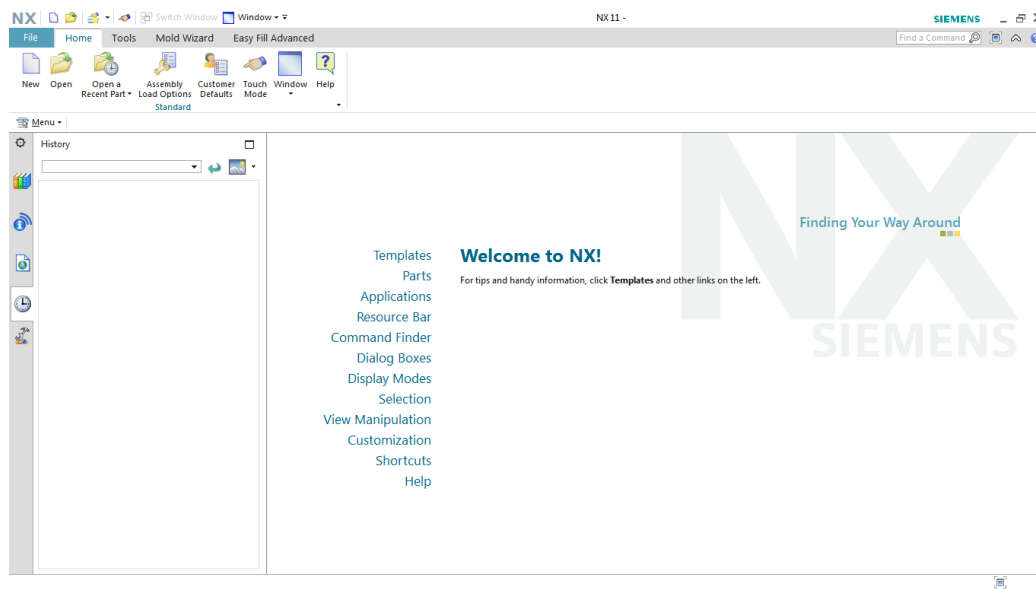 NX Switch Window Window NX 11 - SIEMENS
File Home Tools Mold Wizard Easy Fill Advanced Find a Command
New Open Open a Recent Part Assembly Load Options Customer Defaults Touch Mode Window Help
Standard
Menu
History
NX
Finding Your Way Around
Templates
Welcome to NX!
Parts
For tips and handy information, click Templates and other links on the left.
Applications
Resource Bar
Command Finder
SIEMENS
Dialog Boxes
Display Modes
Selection
View Manipulation
Customization
Shortcuts
Help